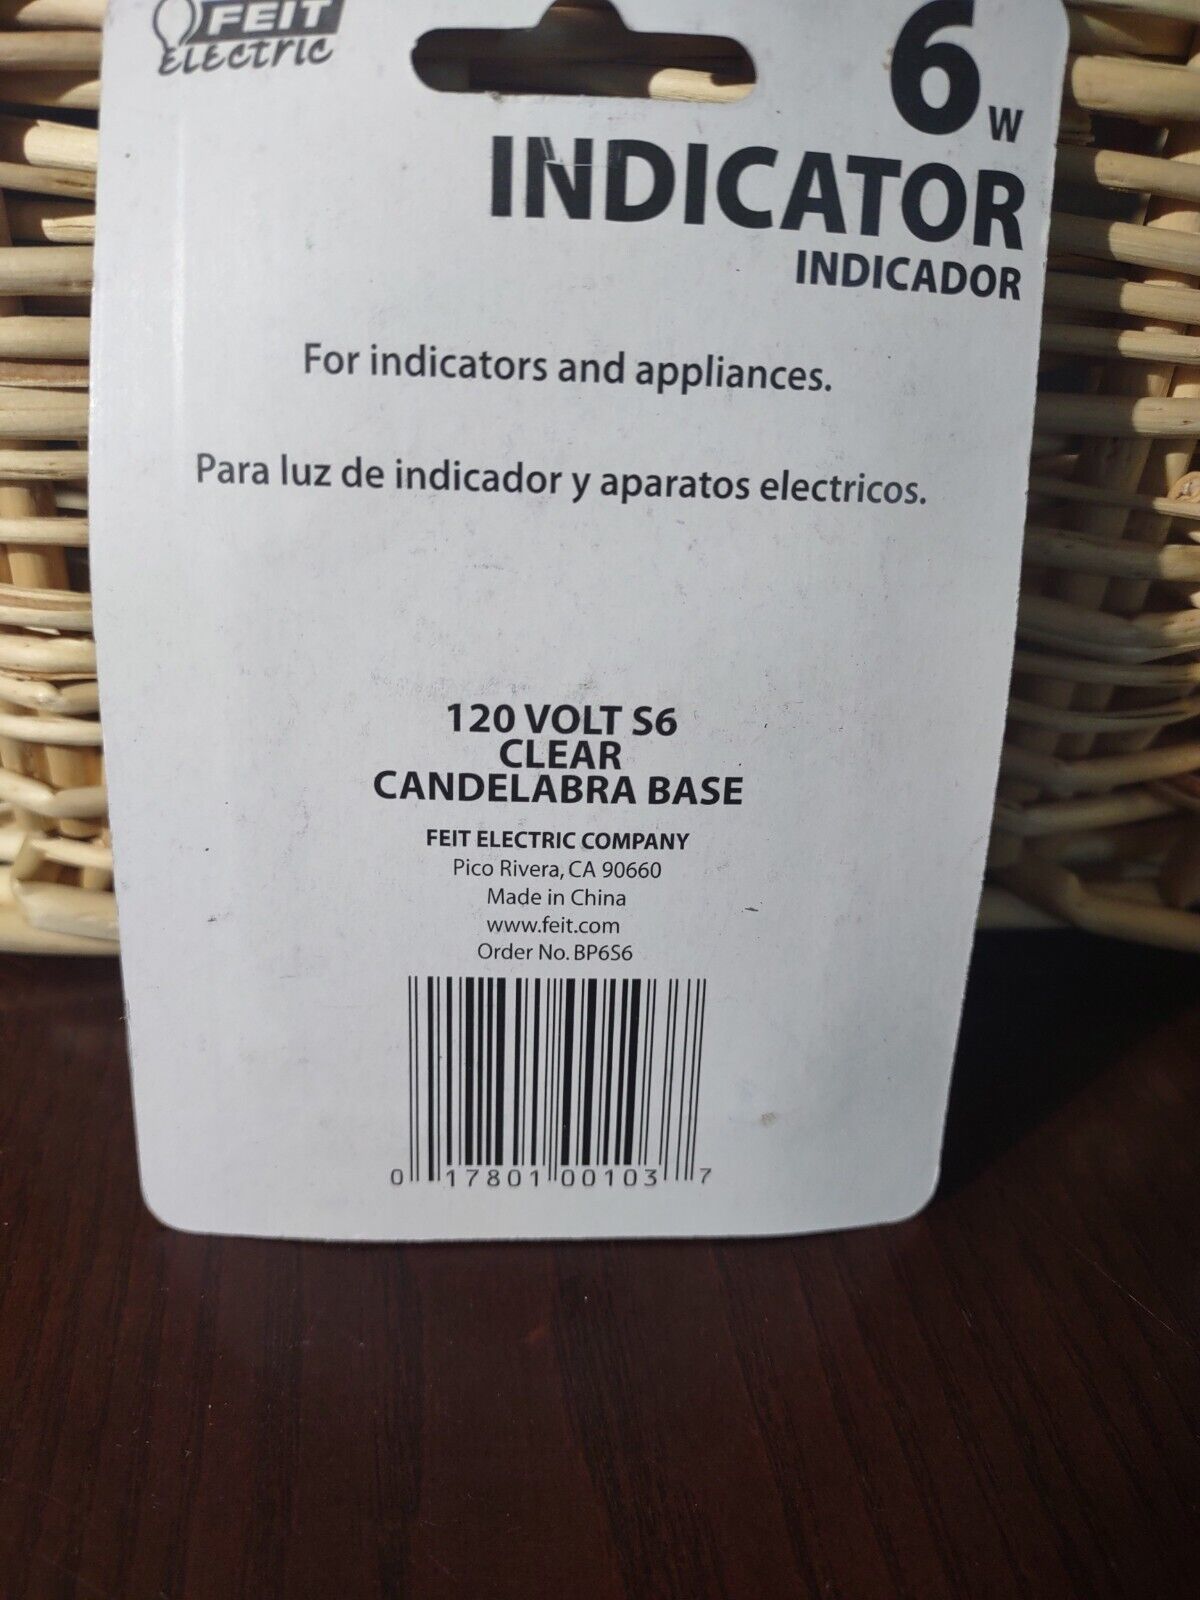 FEIT
ELECTRIC
6 W
INDICATOR
INDICADOR
For indicators and appliances.
Para luz de indicador y aparatos electricos.
120 VOLT S6
CLEAR
CANDELABRA BASE
FEIT ELECTRIC COMPANY
Pico Rivera, CA 90660
Made in China
www.feit.com
Order No. BP6S6
0 17801 00103 7